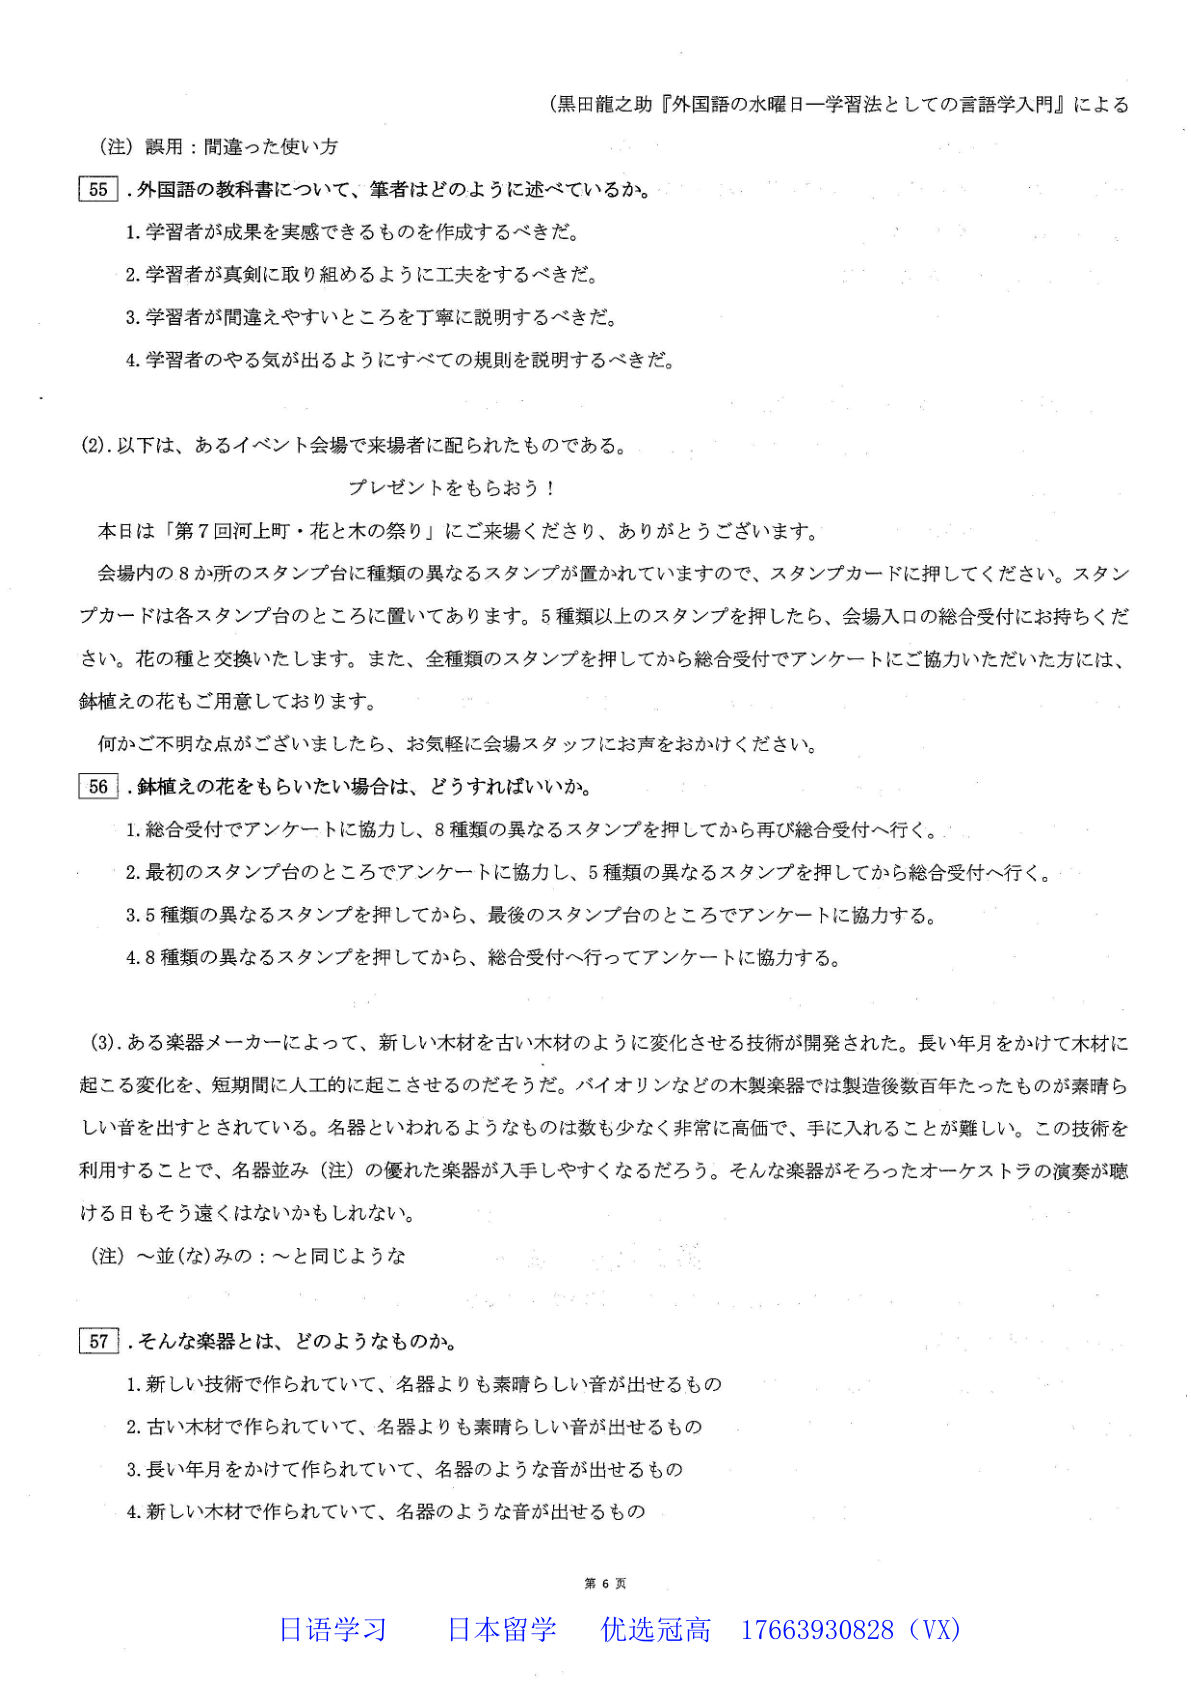 (黒田龍之助『外国語の水曜日―学習法としての言語学入門』による
（注）誤用：間違った使い方
55 .外国語の教科書について、筆者はどのように述べているか。
1.学習者が成果を実感できるものを作成するべきだ。
2.学習者が真剣に取り組めるように工夫をするべきだ。
3.学習者が間違えやすいところを丁寧に説明するべきだ。
4.学習者のやる気が出るようにすべての規則を説明するべきだ。
(2).以下は、あるイベント会場で来場者に配られたものである。
プレゼントをもらおう！
本日は「第７回河上町・花と木の祭り」にご来場くださり、ありがとうございます。
会場内の８か所のスタンプ台に種類の異なるスタンプが置かれていますので、スタンプカードに押してください。スタン
プカードは各スタンプ台のところに置いてあります。5 種類以上のスタンプを押したら、会場入口の総合受付にお持ちくだ
さい。花の種と交換いたします。また、全種類のスタンプを押してから総合受付でアンケートにご協力いただいた方には、
鉢植えの花もご用意しております。
何かご不明な点がございましたら、お気軽に会場スタッフにお声をおかけください。
56 .鉢植えの花をもらいたい場合は、どうすればいいか。
1.総合受付でアンケートに協力し、8 種類の異なるスタンプを押してから再び総合受付へ行く。
2.最初のスタンプ台のところでアンケートに協力し、5 種類の異なるスタンプを押してから総合受付へ行く。
3.5 種類の異なるスタンプを押してから、最後のスタンプ台のところでアンケートに協力する。
4.8 種類の異なるスタンプを押してから、総合受付へ行ってアンケートに協力する。
(3).ある楽器メーカーによって、新しい木材を古い木材のように変化させる技術が開発された。長い年月をかけて木材に
起こる変化を、短期間に人工的に起こさせるのだそうだ。バイオリンなどの木製楽器では製造後数百年たったものが素晴ら
しい音を出すとされている。名器といわれるようなものは数も少なく非常に高価で、手に入れることが難しい。この技術を
利用することで、名器並み（注）の優れた楽器が入手しやすくなるだろう。そんな楽器がそろったオーケストラの演奏が聴
ける日もそう遠くはないかもしれない。
（注）～並(な)みの：～と同じような
57 .そんな楽器とは、どのようなものか。
1.新しい技術で作られていて、名器よりも素晴らしい音が出せるもの
2.古い木材で作られていて、名器よりも素晴らしい音が出せるもの
3.長い年月をかけて作られていて、名器のような音が出せるもの
4.新しい木材で作られていて、名器のような音が出せるもの
第 6 页
日语学习 日本留学 优选冠高 17663930828（VX）